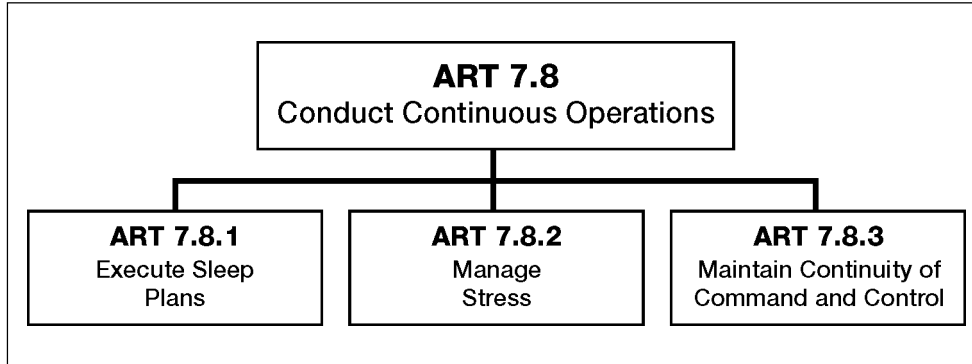 ART 7.8
Conduct Continuous Operations
ART 7.8.1
Execute Sleep
Plans
ART 7.8.2
Manage
Stress
ART 7.8.3
Maintain Continuity of
Command and Control